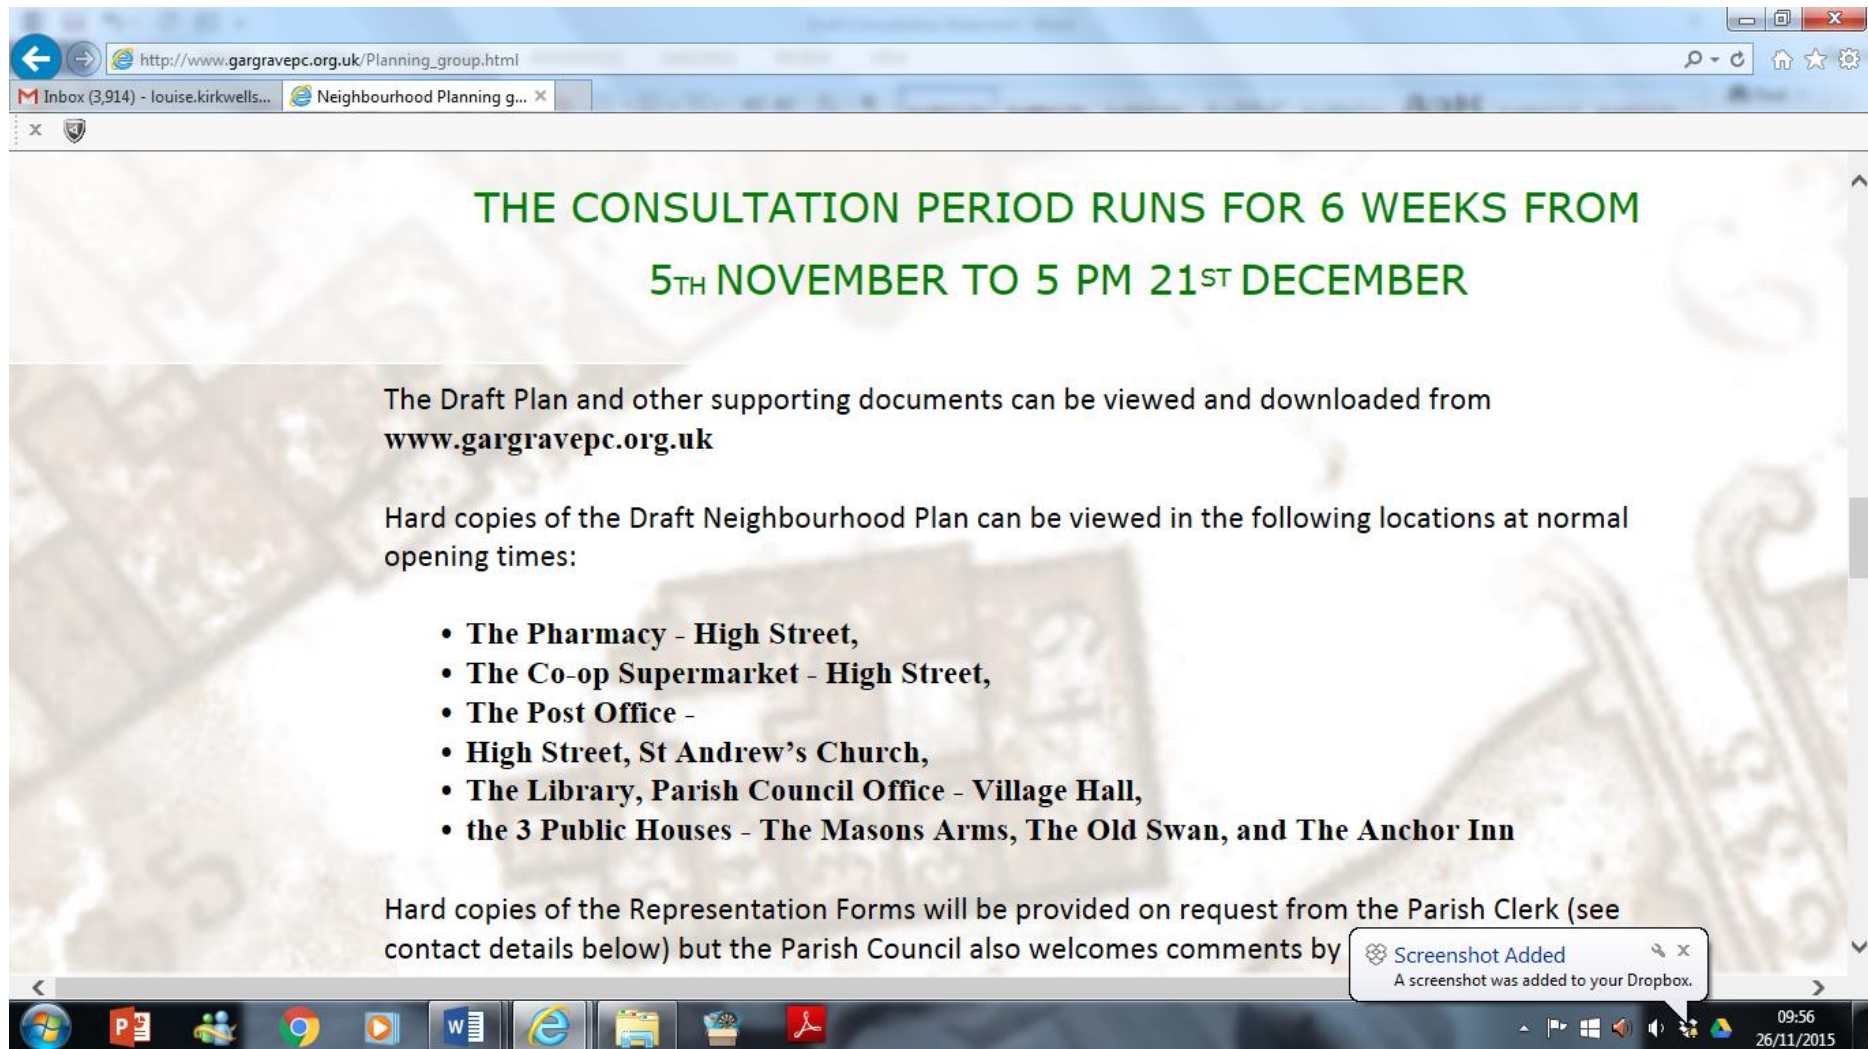 http://www.gargravepc.org.uk/Planning_group.html
Inbox (3,914) - louise.kirkwells...
Neighbourhood Planning g...
THE CONSULTATION PERIOD RUNS FOR 6 WEEKS FROM
5TH NOVEMBER TO 5 PM 21ST DECEMBER
The Draft Plan and other supporting documents can be viewed and downloaded from
www.gargravepc.org.uk
Hard copies of the Draft Neighbourhood Plan can be viewed in the following locations at normal
opening times:
• The Pharmacy - High Street,
• The Co-op Supermarket - High Street,
• The Post Office -
• High Street, St Andrew’s Church,
• The Library, Parish Council Office - Village Hall,
• the 3 Public Houses - The Masons Arms, The Old Swan, and The Anchor Inn
Hard copies of the Representation Forms will be provided on request from the Parish Clerk (see
contact details below) but the Parish Council also welcomes comments by
Screenshot Added
A screenshot was added to your Dropbox.
09:56
26/11/2015